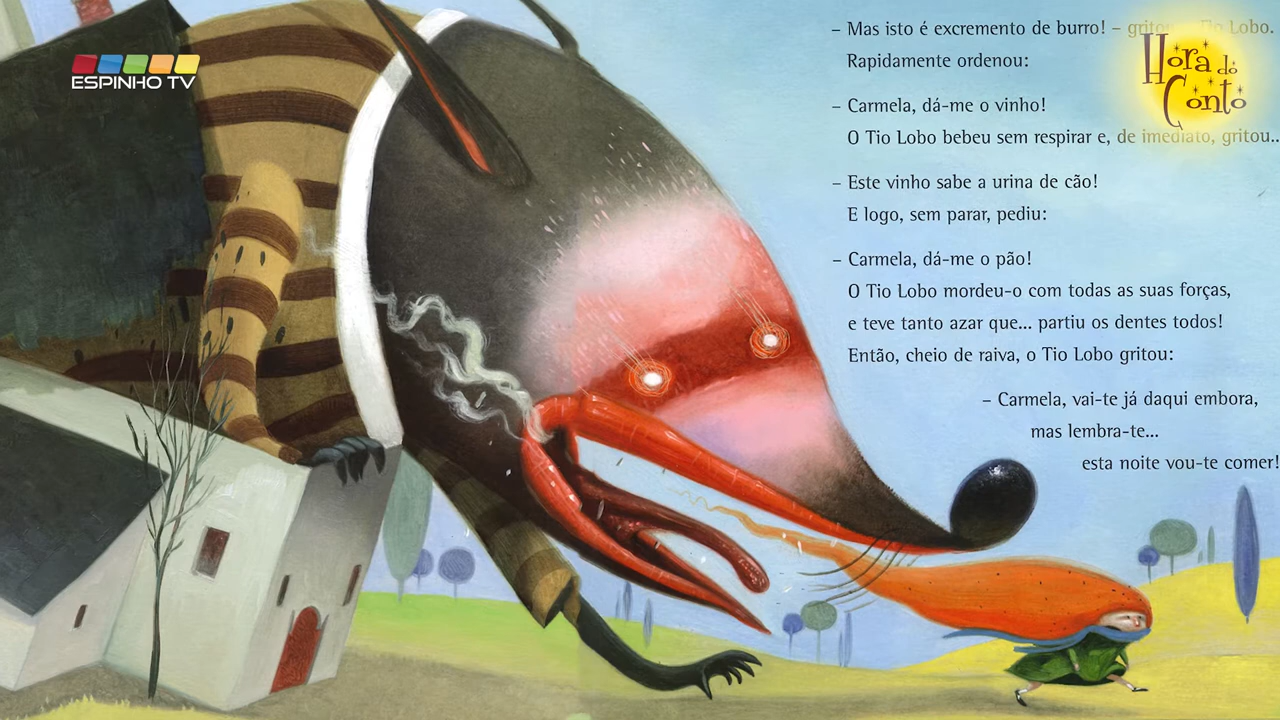 ESPINHO TV
Hora do Conto
– Mas isto é excremento de burro! – gritou o Tio Lobo.
Rapidamente ordenou:
– Carmela, dá-me o vinho!
O Tio Lobo bebeu sem respirar e, de imediato, gritou...
– Este vinho sabe a urina de cão!
E logo, sem parar, pediu:
– Carmela, dá-me o pão!
O Tio Lobo mordeu-o com todas as suas forças,
e teve tanto azar que... partiu os dentes todos!
Então, cheio de raiva, o Tio Lobo gritou:
– Carmela, vai-te já daqui embora,
mas lembra-te...
esta noite vou-te comer!